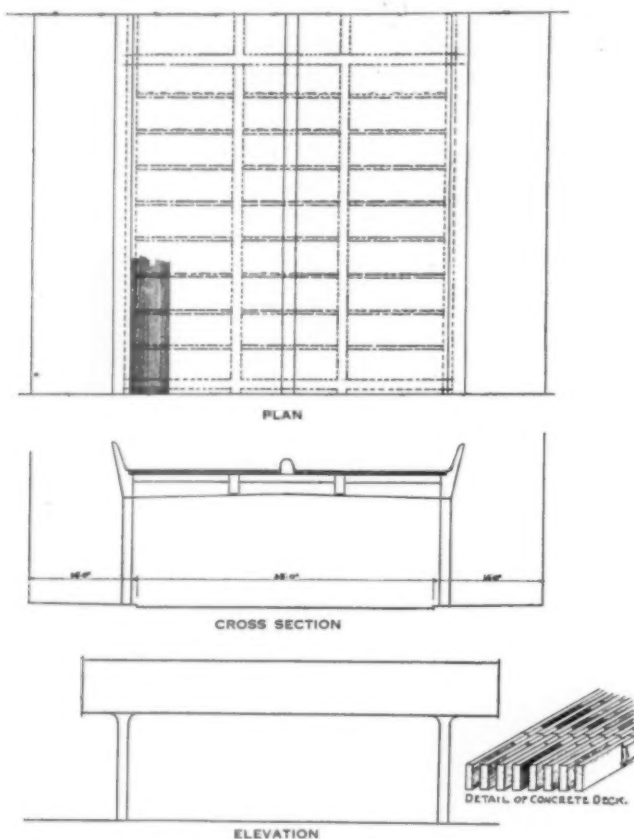 PLAN
CROSS SECTION
DETAIL OF CONCRETE DECK.
ELEVATION